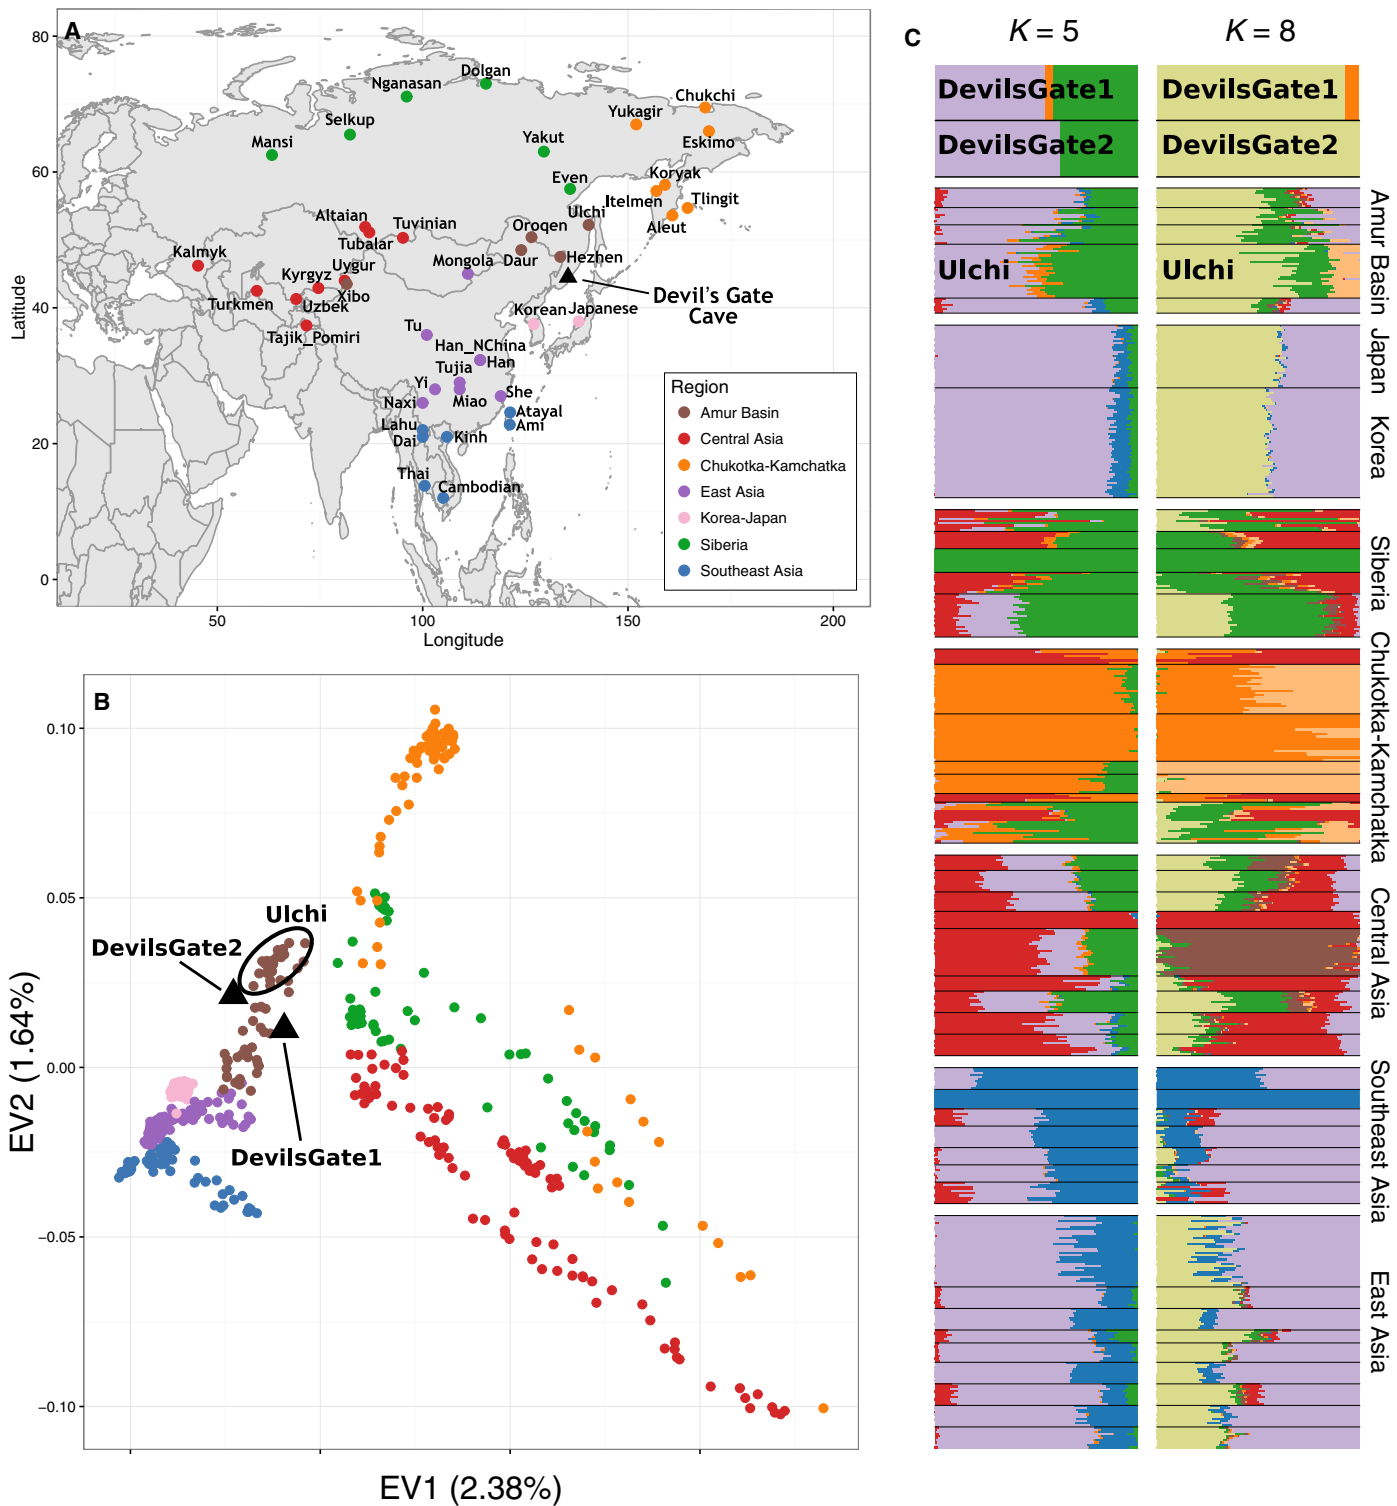 A
80
60
40
20
0
Latitude
50
100
150
200
Longitude
Dolgan
Nganasan
Chukchi
Yukagir
Selkup
Mansi
Yakut
Eskimo
Even
Koryak
Itelmen
Tlingit
Altaian
Tuvinian
Ulchi
Oroqen
Aleut
Tubalar
Kalmyk
Uygur
Mongola
Daur
Hezhen
Kyrgyz
Xibo
Turkmen
Uzbek
Devil's Gate
Cave
Korean
Japanese
Tajik_Pomiri
Tu
Han_NChina
Han
Tujia
Yi
She
Naxi
Miao
Atayal
Lahu
Ami
Dai
Kinh
Thai
Cambodian
Region
Amur Basin
Central Asia
Chukotka-Kamchatka
East Asia
Korea-Japan
Siberia
Southeast Asia
B
0.10
0.05
0.00
−0.05
−0.10
EV2 (1.64%)
EV1 (2.38%)
Ulchi
DevilsGate2
DevilsGate1
C
K = 5
K = 8
DevilsGate1
DevilsGate1
DevilsGate2
DevilsGate2
Ulchi
Ulchi
Amur Basin
Japan
Korea
Siberia
Chukotka-Kamchatka
Central Asia
Southeast Asia
East Asia